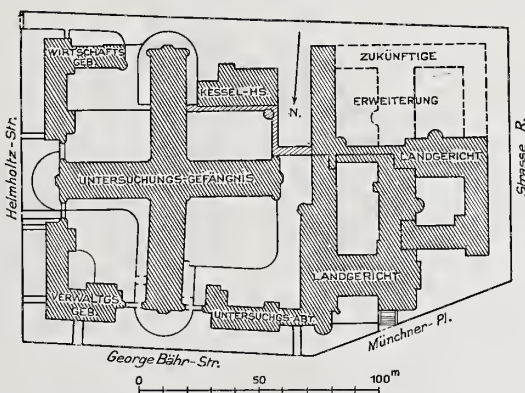 WIRTSCHAFTS
GEB.
KESSEL-HS.
N.
ZUKÜNFTIGE
ERWEITERUNG
LANDGERICHT
Strasse R.
Helmholtz-Str.
UNTERSUCHUNGS-GEFÄNGNIS
LANDGERICHT
VERWALTGS.
GEB.
UNTERSUCHGS-ABT.
Münchner-Pl.
George Bähr-Str.
0 50 100 m